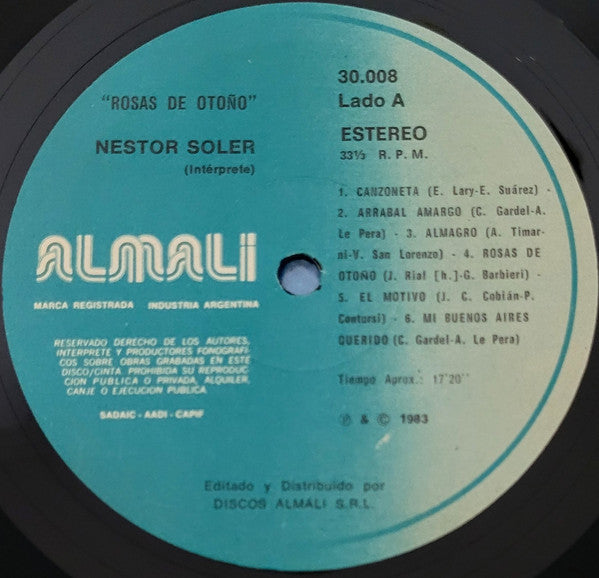 "ROSAS DE OTOÑO"
NESTOR SOLER
(Intérprete)
30.008
Lado A
ESTEREO
33⅓ R. P. M.
1. CANZONETA (E. Lary-E. Suárez) -
2. ARRABAL AMARGO (C. Gardel-A.
Le Pera) - 3. ALMAGRO (A. Timar-
ni-V. San Lorenzo) - 4. ROSAS DE
OTOÑO (J. Rial [h.]-G. Barbieri) -
5. EL MOTIVO (J. C. Cobián-P.
Contursi) - 6. MI BUENOS AIRES
QUERIDO (C. Gardel-A. Le Pera)
Tiempo Aprox.: 17'20''
℗ & © 1983
ALMALI
MARCA REGISTRADA INDUSTRIA ARGENTINA
RESERVADO DERECHO DE LOS AUTORES,
INTERPRETE Y PRODUCTORES FONOGRAFI-
COS SOBRE OBRAS GRABADAS EN ESTE
DISCO/CINTA. PROHIBIDA SU REPRODUC-
CION PUBLICA O PRIVADA, ALQUILER,
CANJE O EJECUCION PUBLICA.
SADAIC - AADI - CAPIF
Editado y Distribuído por
DISCOS ALMALI S.R.L.